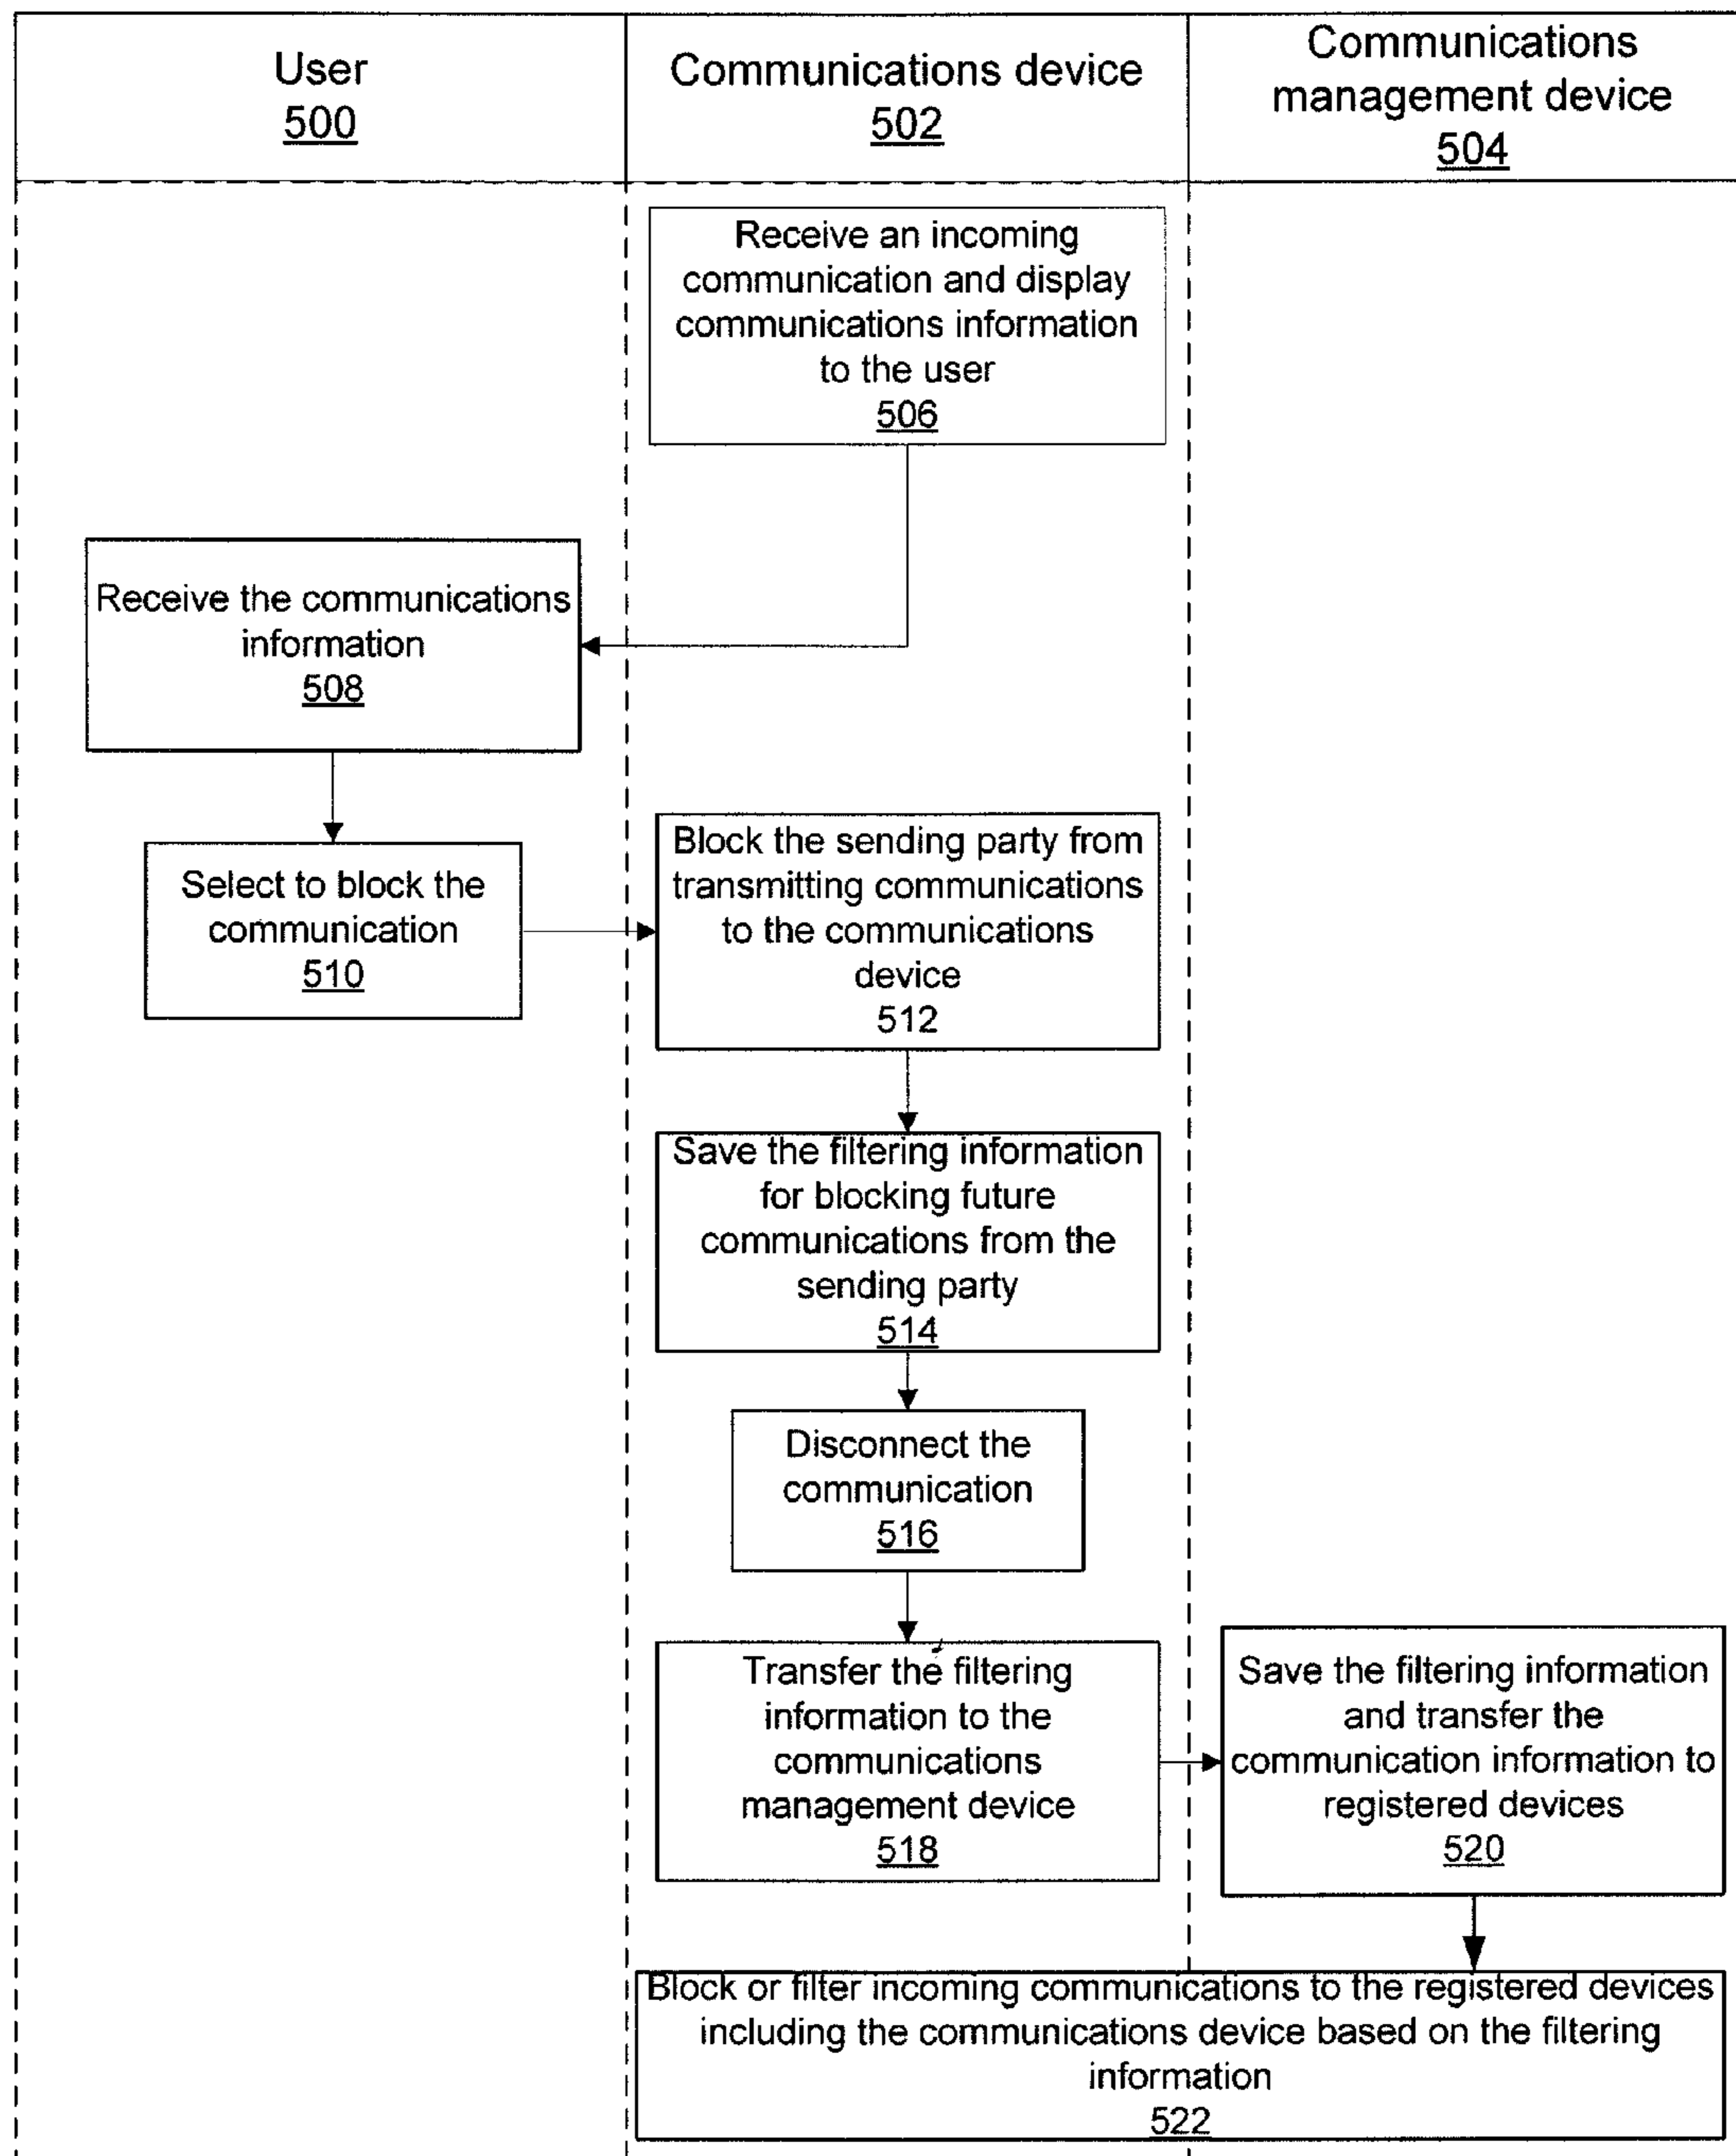 User
500
Communications device
502
Communications
management device
504
Receive an incoming
communication and display
communications information
to the user
506
Receive the communications
information
508
Select to block the
communication
510
Block the sending party from
transmitting communications
to the communications
device
512
Save the filtering information
for blocking future
communications from the
sending party
514
Disconnect the
communication
516
Transfer the filtering
information to the
communications
management device
518
Save the filtering information
and transfer the
communication information to
registered devices
520
Block or filter incoming communications to the registered devices
including the communications device based on the filtering
information
522